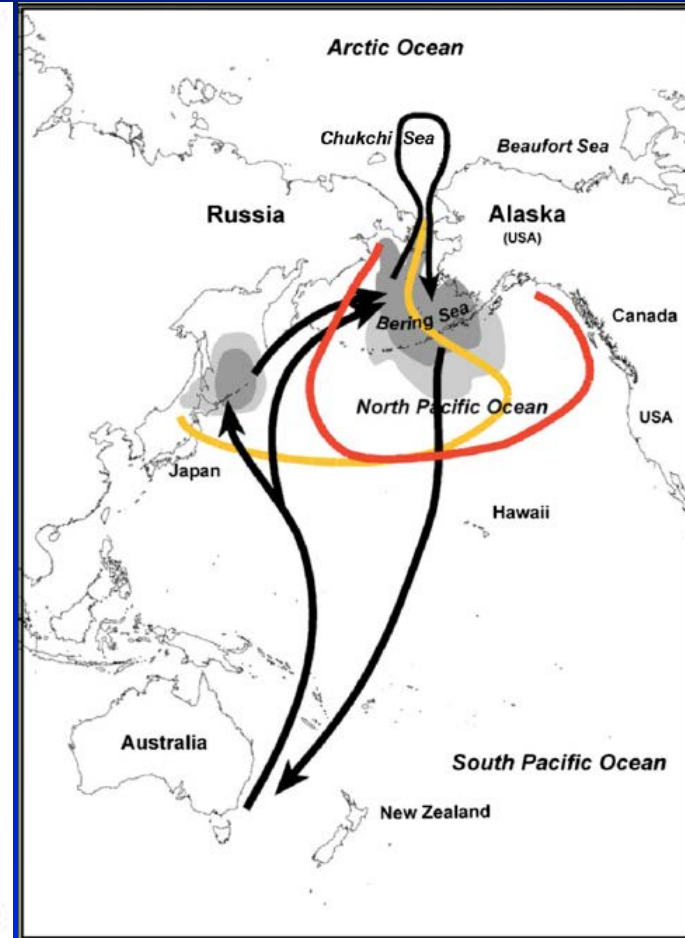 Arctic Ocean
Chukchi Sea
Beaufort Sea
Russia
Alaska
(USA)
Bering Sea
Canada
North Pacific Ocean
USA
Japan
Hawaii
Australia
South Pacific Ocean
New Zealand